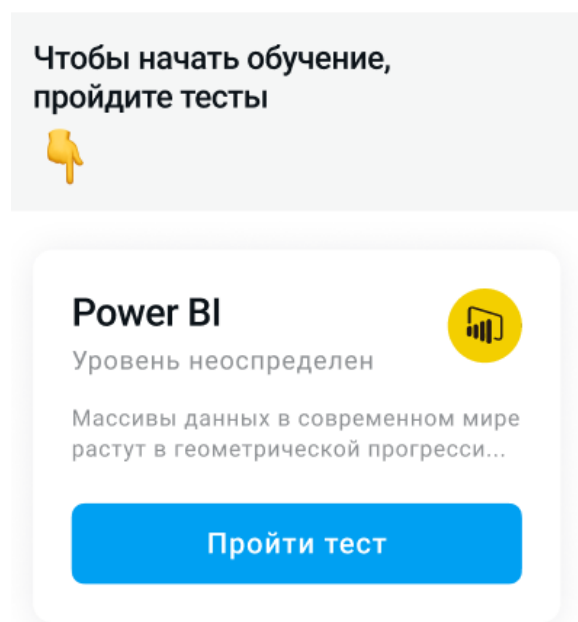 Чтобы начать обучение,
пройдите тесты
Power BI
Уровень неоспределен
Массивы данных в современном мире
растут в геометрической прогресси...
Пройти тест